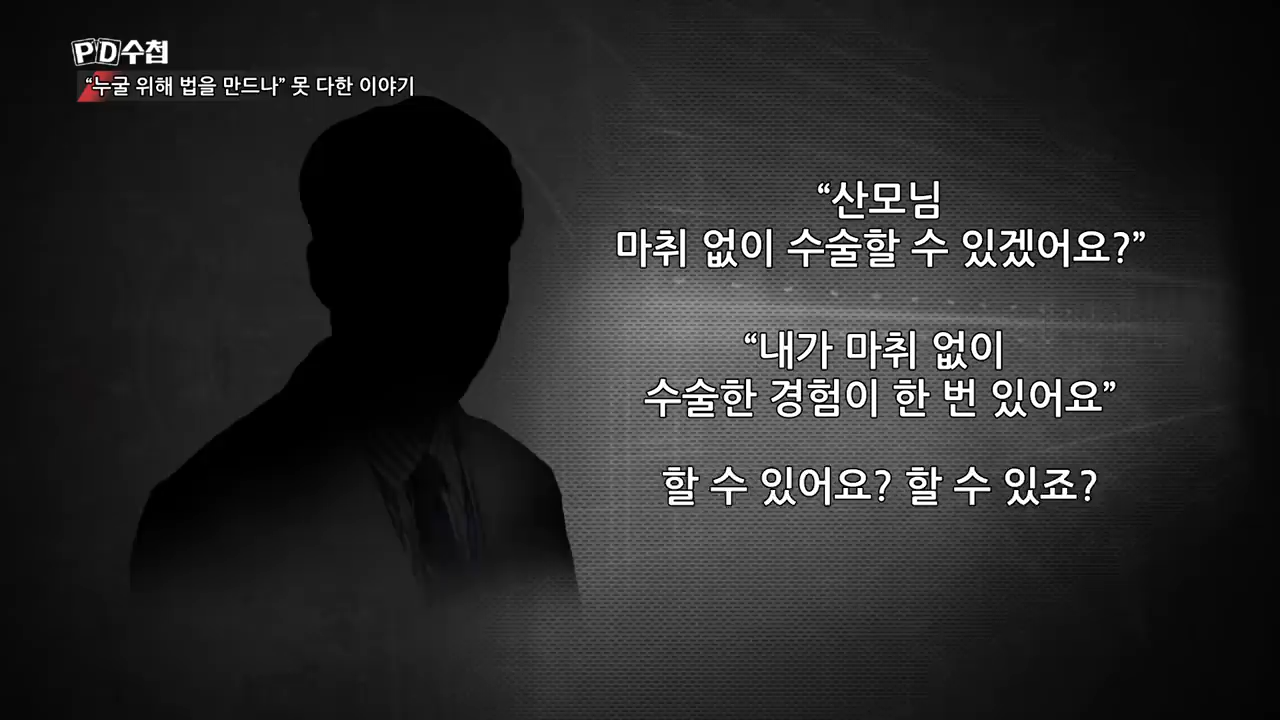 PD수첩
“누굴 위해 법을 만드나” 못 다한 이야기
“산모님
마취 없이 수술할 수 있겠어요?”
“내가 마취 없이
수술한 경험이 한 번 있어요”
할 수 있어요? 할 수 있죠?